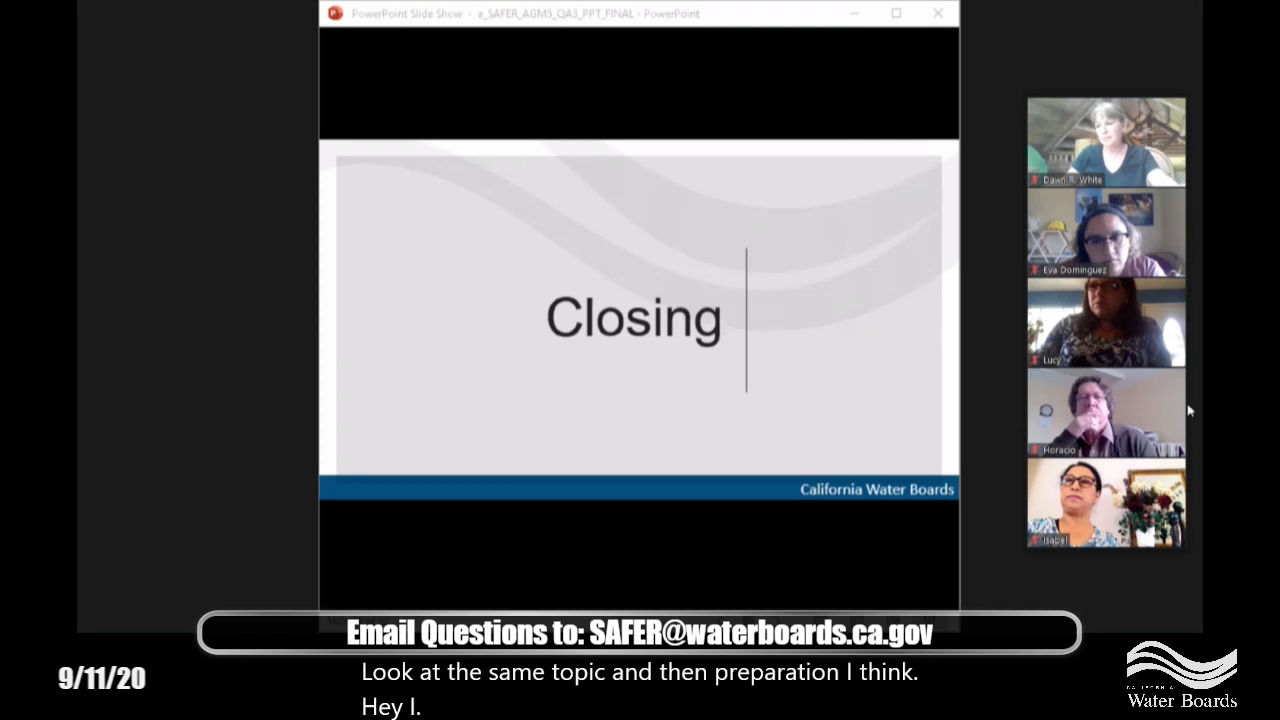 PowerPoint Slide Show - a_SAFER_AGM5_QA3_PPT_FINAL - PowerPoint
Dawn R. White
Eva Dominguez
Closing
Lucy
Horacio
California Water Boards
Isabel
Email Questions to: SAFER@waterboards.ca.gov
Look at the same topic and then preparation I think.
Hey I.
9/11/20
CALIFORNIA
Water Boards